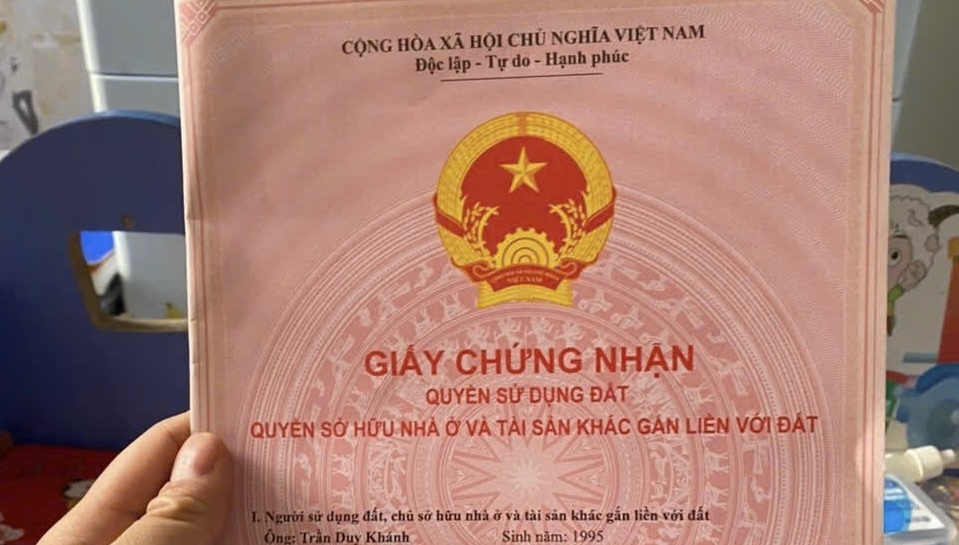 CỘNG HÒA XÃ HỘI CHỦ NGHĨA VIỆT NAM
Độc lập - Tự do - Hạnh phúc
VIỆT NAM
GIẤY CHỨNG NHẬN
QUYỀN SỬ DỤNG ĐẤT
QUYỀN SỞ HỮU NHÀ Ở VÀ TÀI SẢN KHÁC GẮN LIỀN VỚI ĐẤT
I. Người sử dụng đất, chủ sở hữu nhà ở và tài sản khác gắn liền với đất
Ông: Trần Duy Khánh Sinh năm: 1995